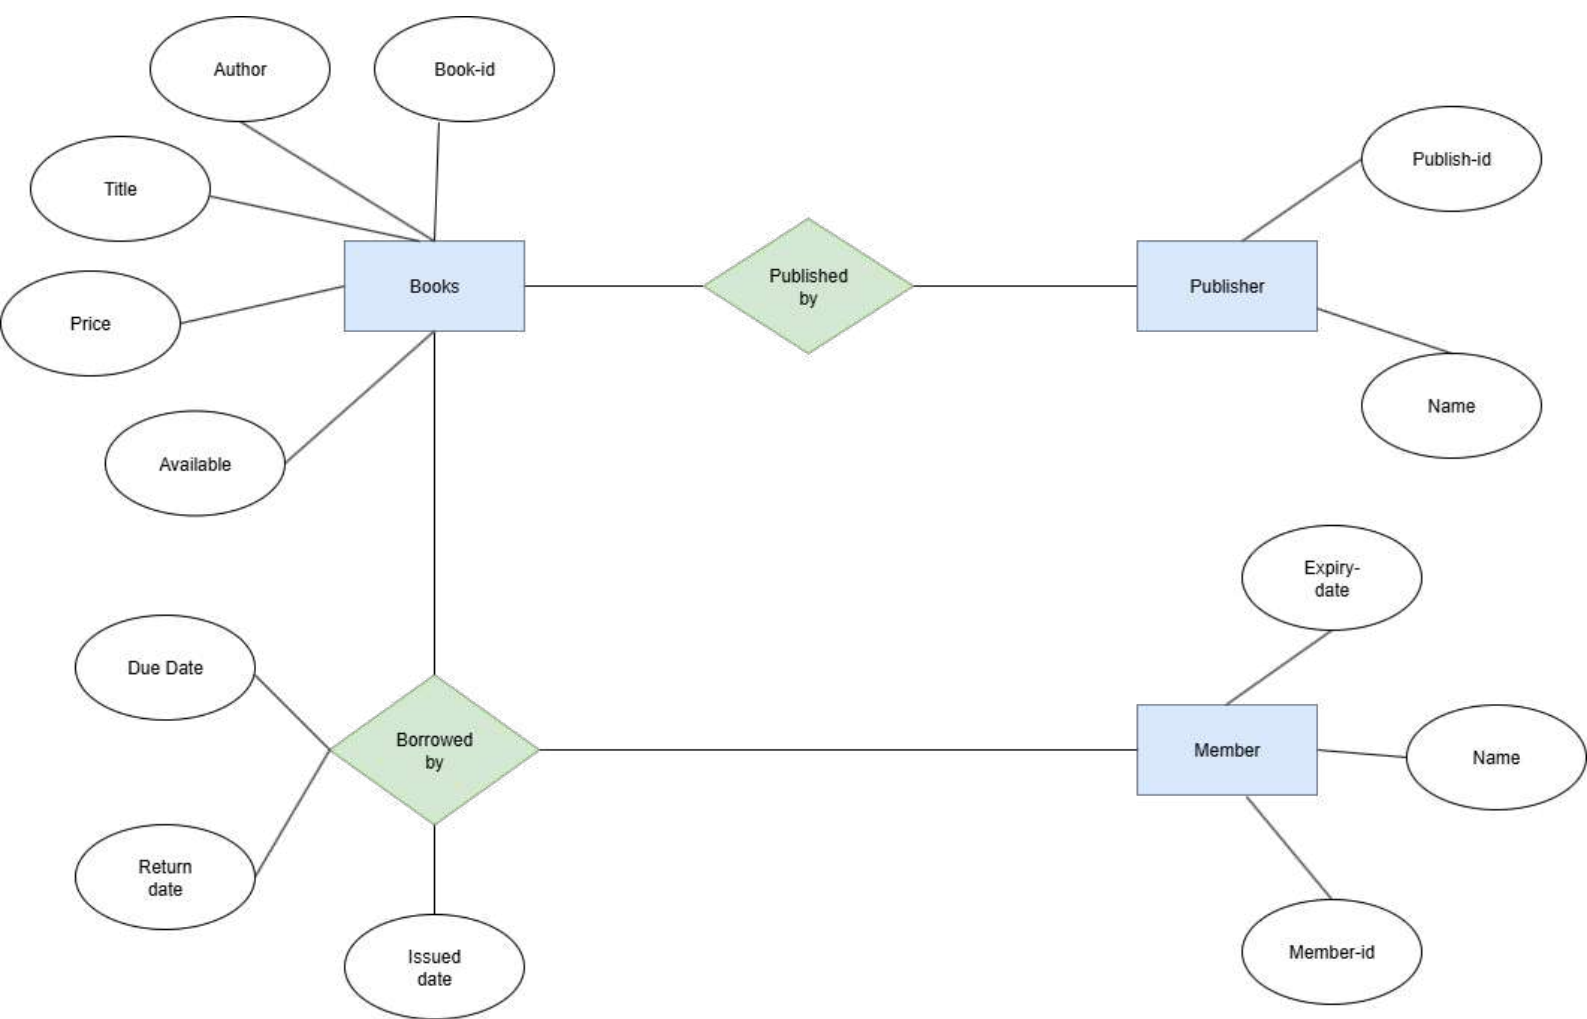 Author
Book-id
Title
Publish-id
Price
Books
Published
by
Publisher
Name
Available
Expiry-
date
Due Date
Borrowed
by
Member
Name
Return
date
Issued
date
Member-id